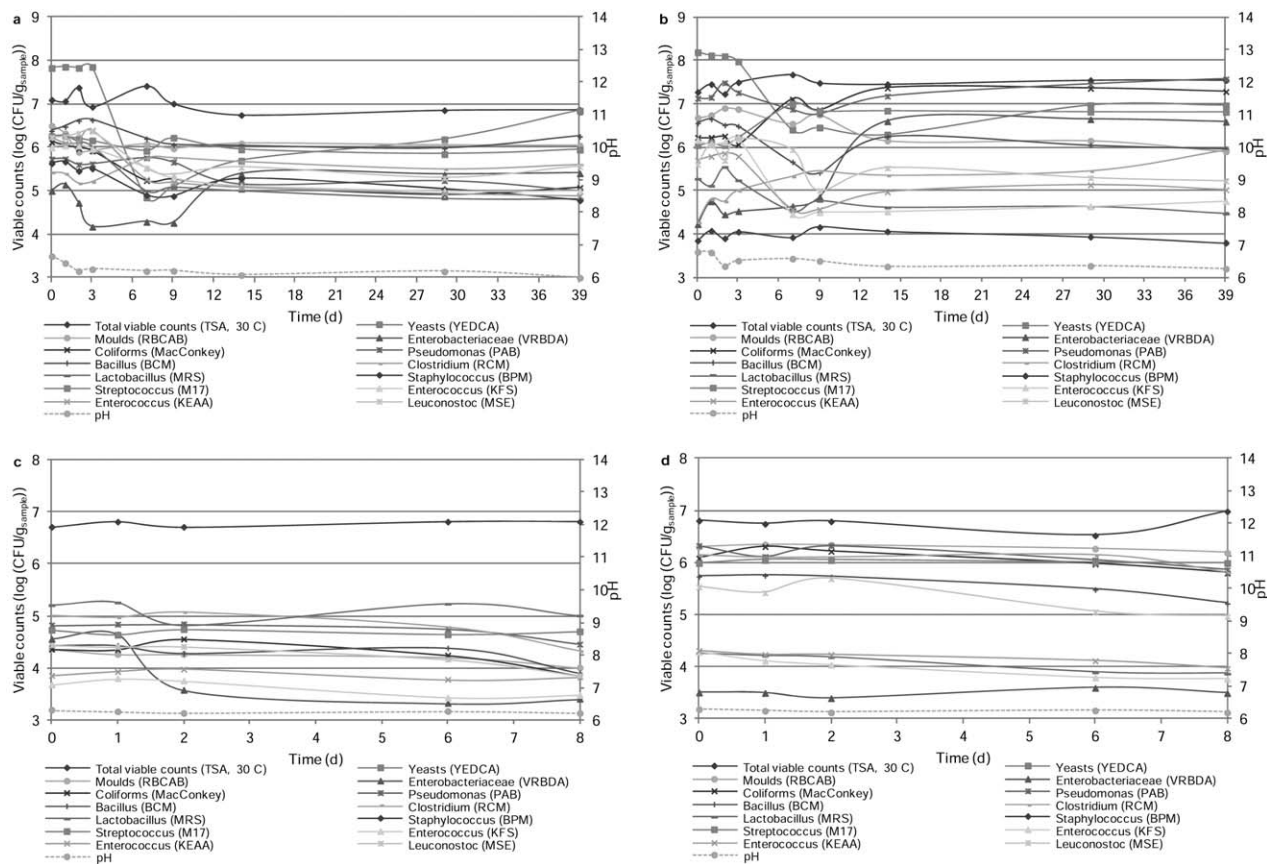 a
9
8
7
6
5
4
3
14
13
12
11
10
9
8
7
6
Viable counts (log (CFU/gsample))
pH
0 3 6 9 12 15 18 21 24 27 30 33 36 39
Time (d)
Total viable counts (TSA, 30 C) Yeasts (YEDCA)
Moulds (RBCAB) Enterobacteriaceae (VRBDA)
Coliforms (MacConkey) Pseudomonas (PAB)
Bacillus (BCM) Clostridium (RCM)
Lactobacillus (MRS) Staphylococcus (BPM)
Streptococcus (M17) Enterococcus (KFS)
Enterococcus (KEAA) Leuconostoc (MSE)
pH
b
9
8
7
6
5
4
3
14
13
12
11
10
9
8
7
6
Viable counts (log (CFU/gsample))
pH
0 3 6 9 12 15 18 21 24 27 30 33 36 39
Time (d)
Total viable counts (TSA, 30 C) Yeasts (YEDCA)
Moulds (RBCAB) Enterobacteriaceae (VRBDA)
Coliforms (MacConkey) Pseudomonas (PAB)
Bacillus (BCM) Clostridium (RCM)
Lactobacillus (MRS) Staphylococcus (BPM)
Streptococcus (M17) Enterococcus (KFS)
Enterococcus (KEAA) Leuconostoc (MSE)
pH
c
8
7
6
5
4
3
14
13
12
11
10
9
8
7
6
Viable counts (log (CFU/gsample))
pH
0 1 2 3 4 5 6 7 8
Time (d)
Total viable counts (TSA, 30 C) Yeasts (YEDCA)
Moulds (RBCAB) Enterobacteriaceae (VRBDA)
Coliforms (MacConkey) Pseudomonas (PAB)
Bacillus (BCM) Clostridium (RCM)
Lactobacillus (MRS) Staphylococcus (BPM)
Streptococcus (M17) Enterococcus (KFS)
Enterococcus (KEAA) Leuconostoc (MSE)
pH
d
8
7
6
5
4
3
14
13
12
11
10
9
8
7
6
Viable counts (log (CFU/gsample))
pH
0 1 2 3 4 5 6 7 8
Time (d)
Total viable counts (TSA, 30 C) Yeasts (YEDCA)
Moulds (RBCAB) Enterobacteriaceae (VRBDA)
Coliforms (MacConkey) Pseudomonas (PAB)
Bacillus (BCM) Clostridium (RCM)
Lactobacillus (MRS) Staphylococcus (BPM)
Streptococcus (M17) Enterococcus (KFS)
Enterococcus (KEAA) Leuconostoc (MSE)
pH